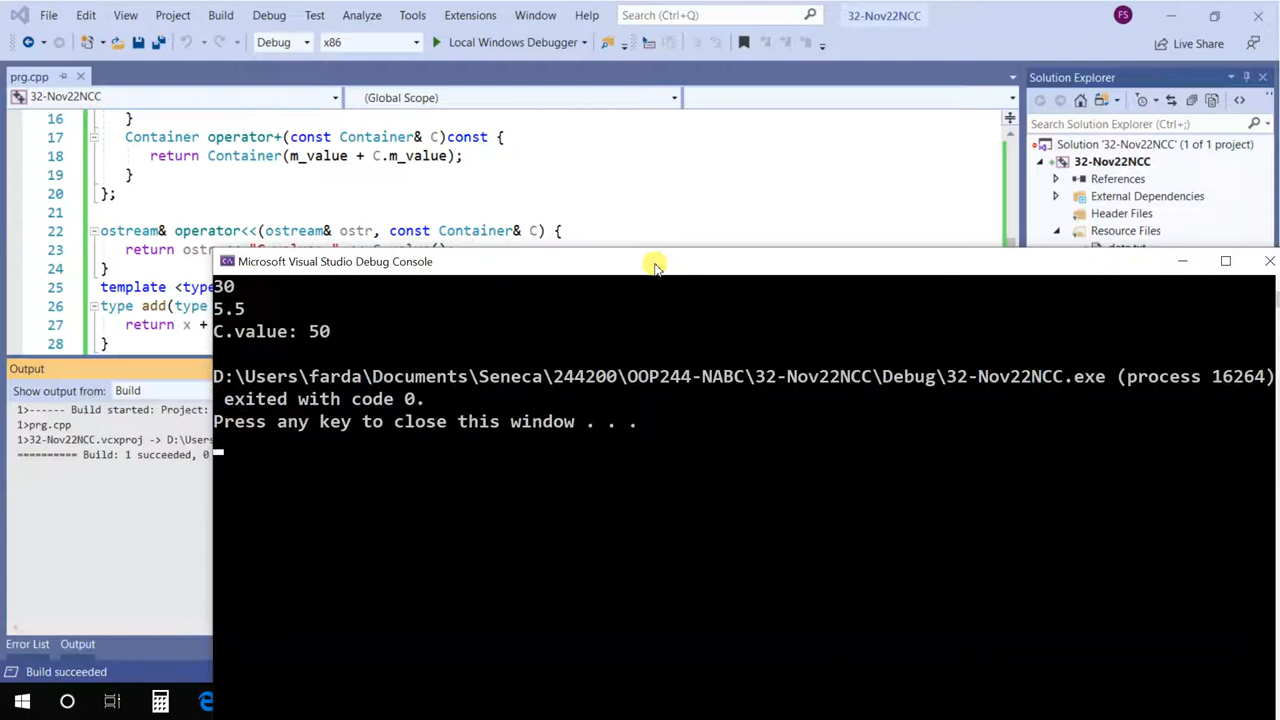 File Edit View Project Build Debug Test Analyze Tools Extensions Window Help Search (Ctrl+Q) 32-Nov22NCC FS
Debug x86 Local Windows Debugger Live Share
prg.cpp
Solution Explorer
32-Nov22NCC (Global Scope)
Search Solution Explorer (Ctrl+;)
Solution '32-Nov22NCC' (1 of 1 project)
32-Nov22NCC
References
External Dependencies
Header Files
Resource Files
16 }
17 Container operator+(const Container& C)const {
18 return Container(m_value + C.m_value);
19 }
20 };
21
22 ostream& operator<<(ostream& ostr, const Container& C) {
23 return ostr
24 }
25 template <type
26 type add(type
27 return x +
28 }
Microsoft Visual Studio Debug Console
30
5.5
C.value: 50
D:\Users\farda\Documents\Seneca\244200\OOP244-NABC\32-Nov22NCC\Debug\32-Nov22NCC.exe (process 16264)
exited with code 0.
Press any key to close this window . . .
Output
Show output from: Build
1>------ Build started: Project:
1>prg.cpp
1>32-Nov22NCC.vcxproj -> D:\Users
========== Build: 1 succeeded, 0
Error List Output
Build succeeded